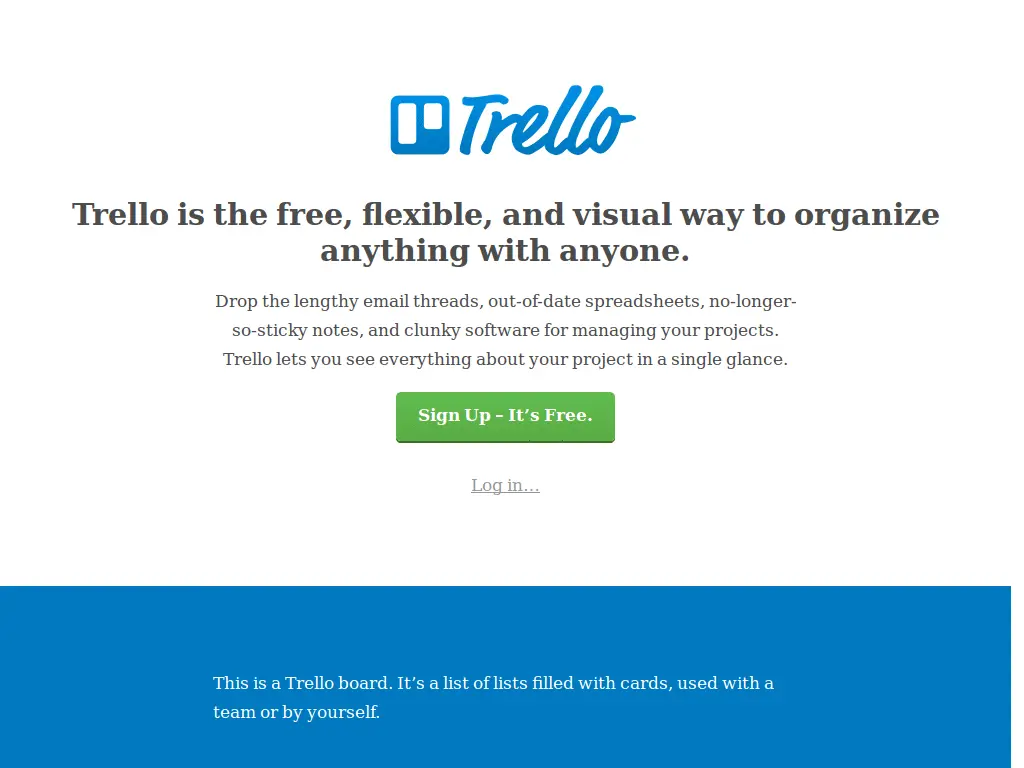 Trello
Trello is the free, flexible, and visual way to organize
anything with anyone.
Drop the lengthy email threads, out-of-date spreadsheets, no-longer-
so-sticky notes, and clunky software for managing your projects.
Trello lets you see everything about your project in a single glance.
Sign Up – It’s Free.
Log in…
This is a Trello board. It’s a list of lists filled with cards, used with a
team or by yourself.